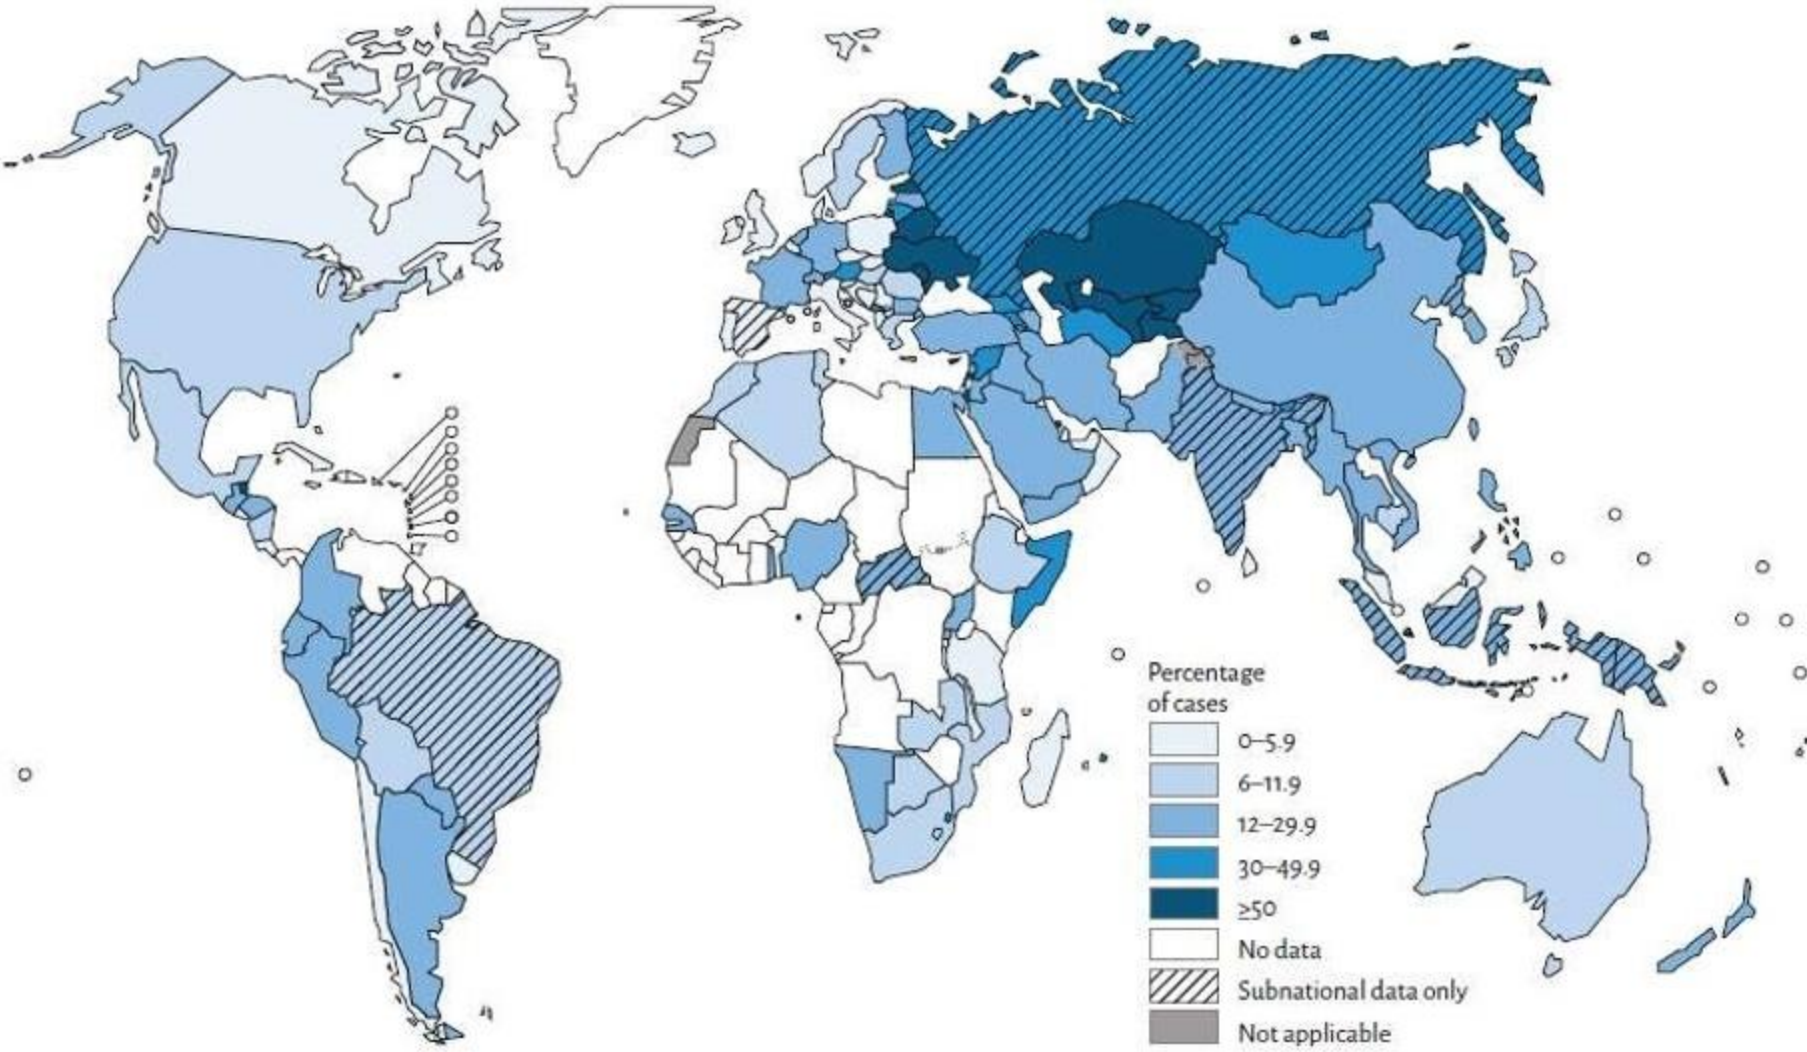 Percentage
of cases
0–5.9
6–11.9
12–29.9
30–49.9
≥50
No data
Subnational data only
Not applicable